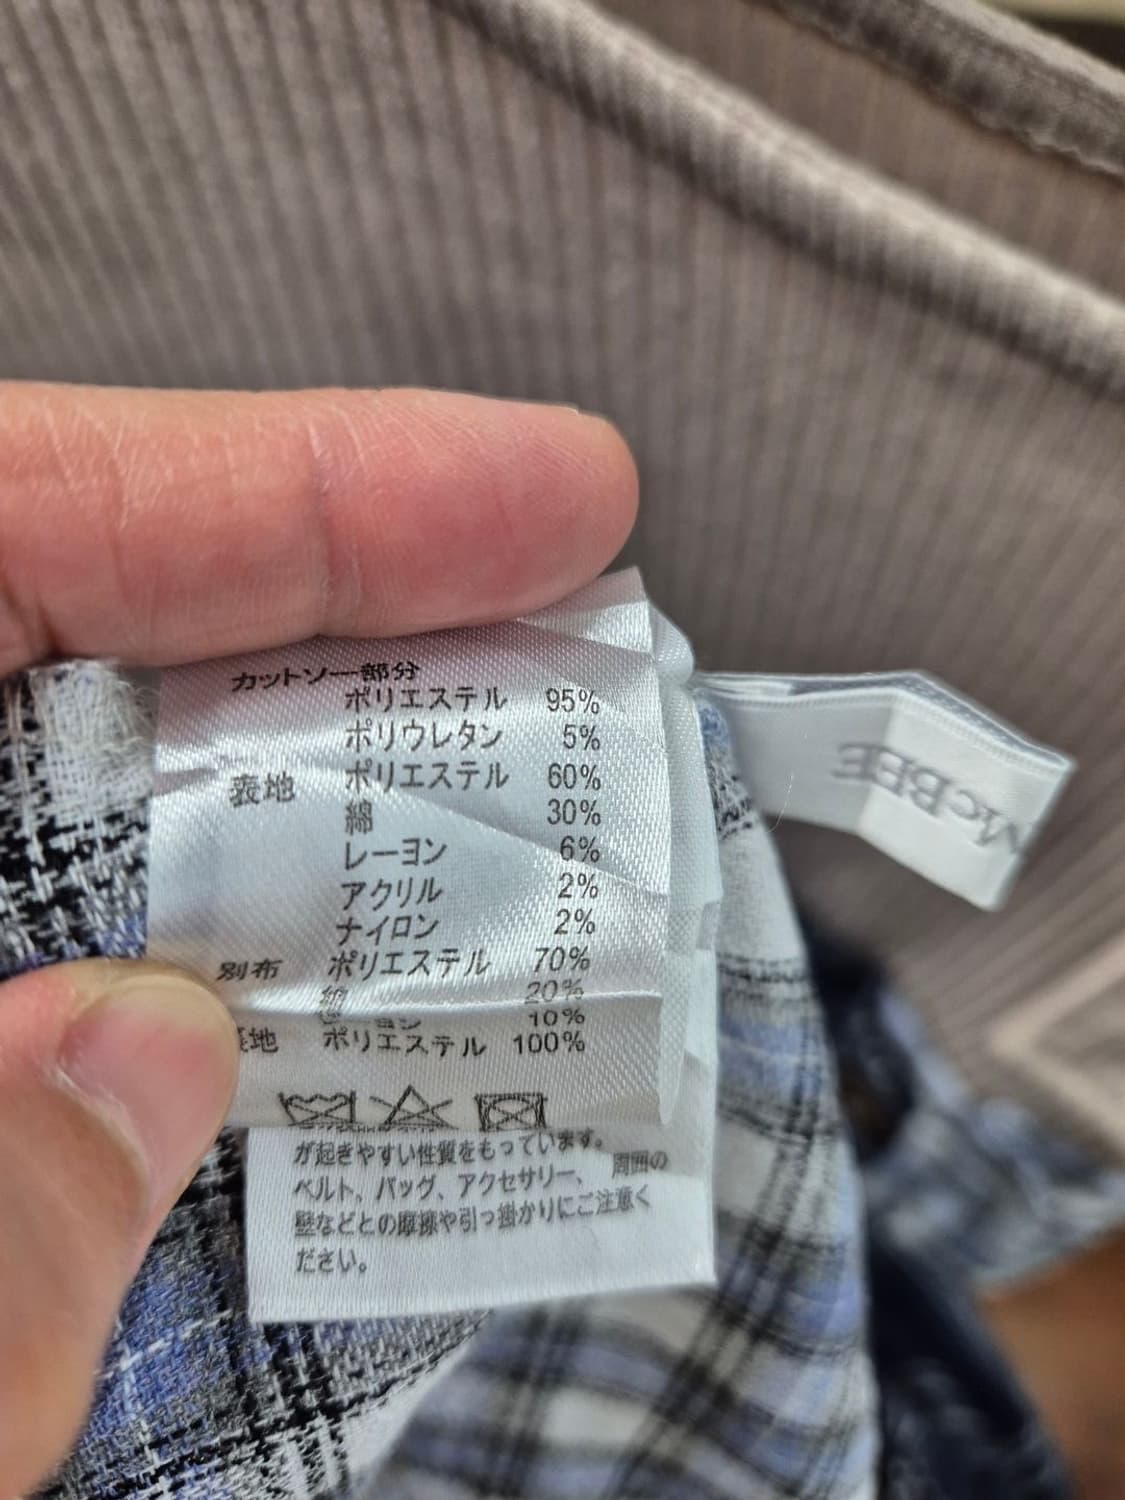 カットソー部分
ポリエステル 95%
ポリウレタン 5%
表地 ポリエステル 60%
綿 30%
レーヨン 6%
アクリル 2%
ナイロン 2%
別布 ポリエステル 70%
綿 20%
10%
裏地 ポリエステル 100%
が起きやすい性質をもっています。
ベルト、バッグ、アクセサリー、周囲の
壁などとの摩擦や引っ掛かりにご注意く
ださい。
McBEE